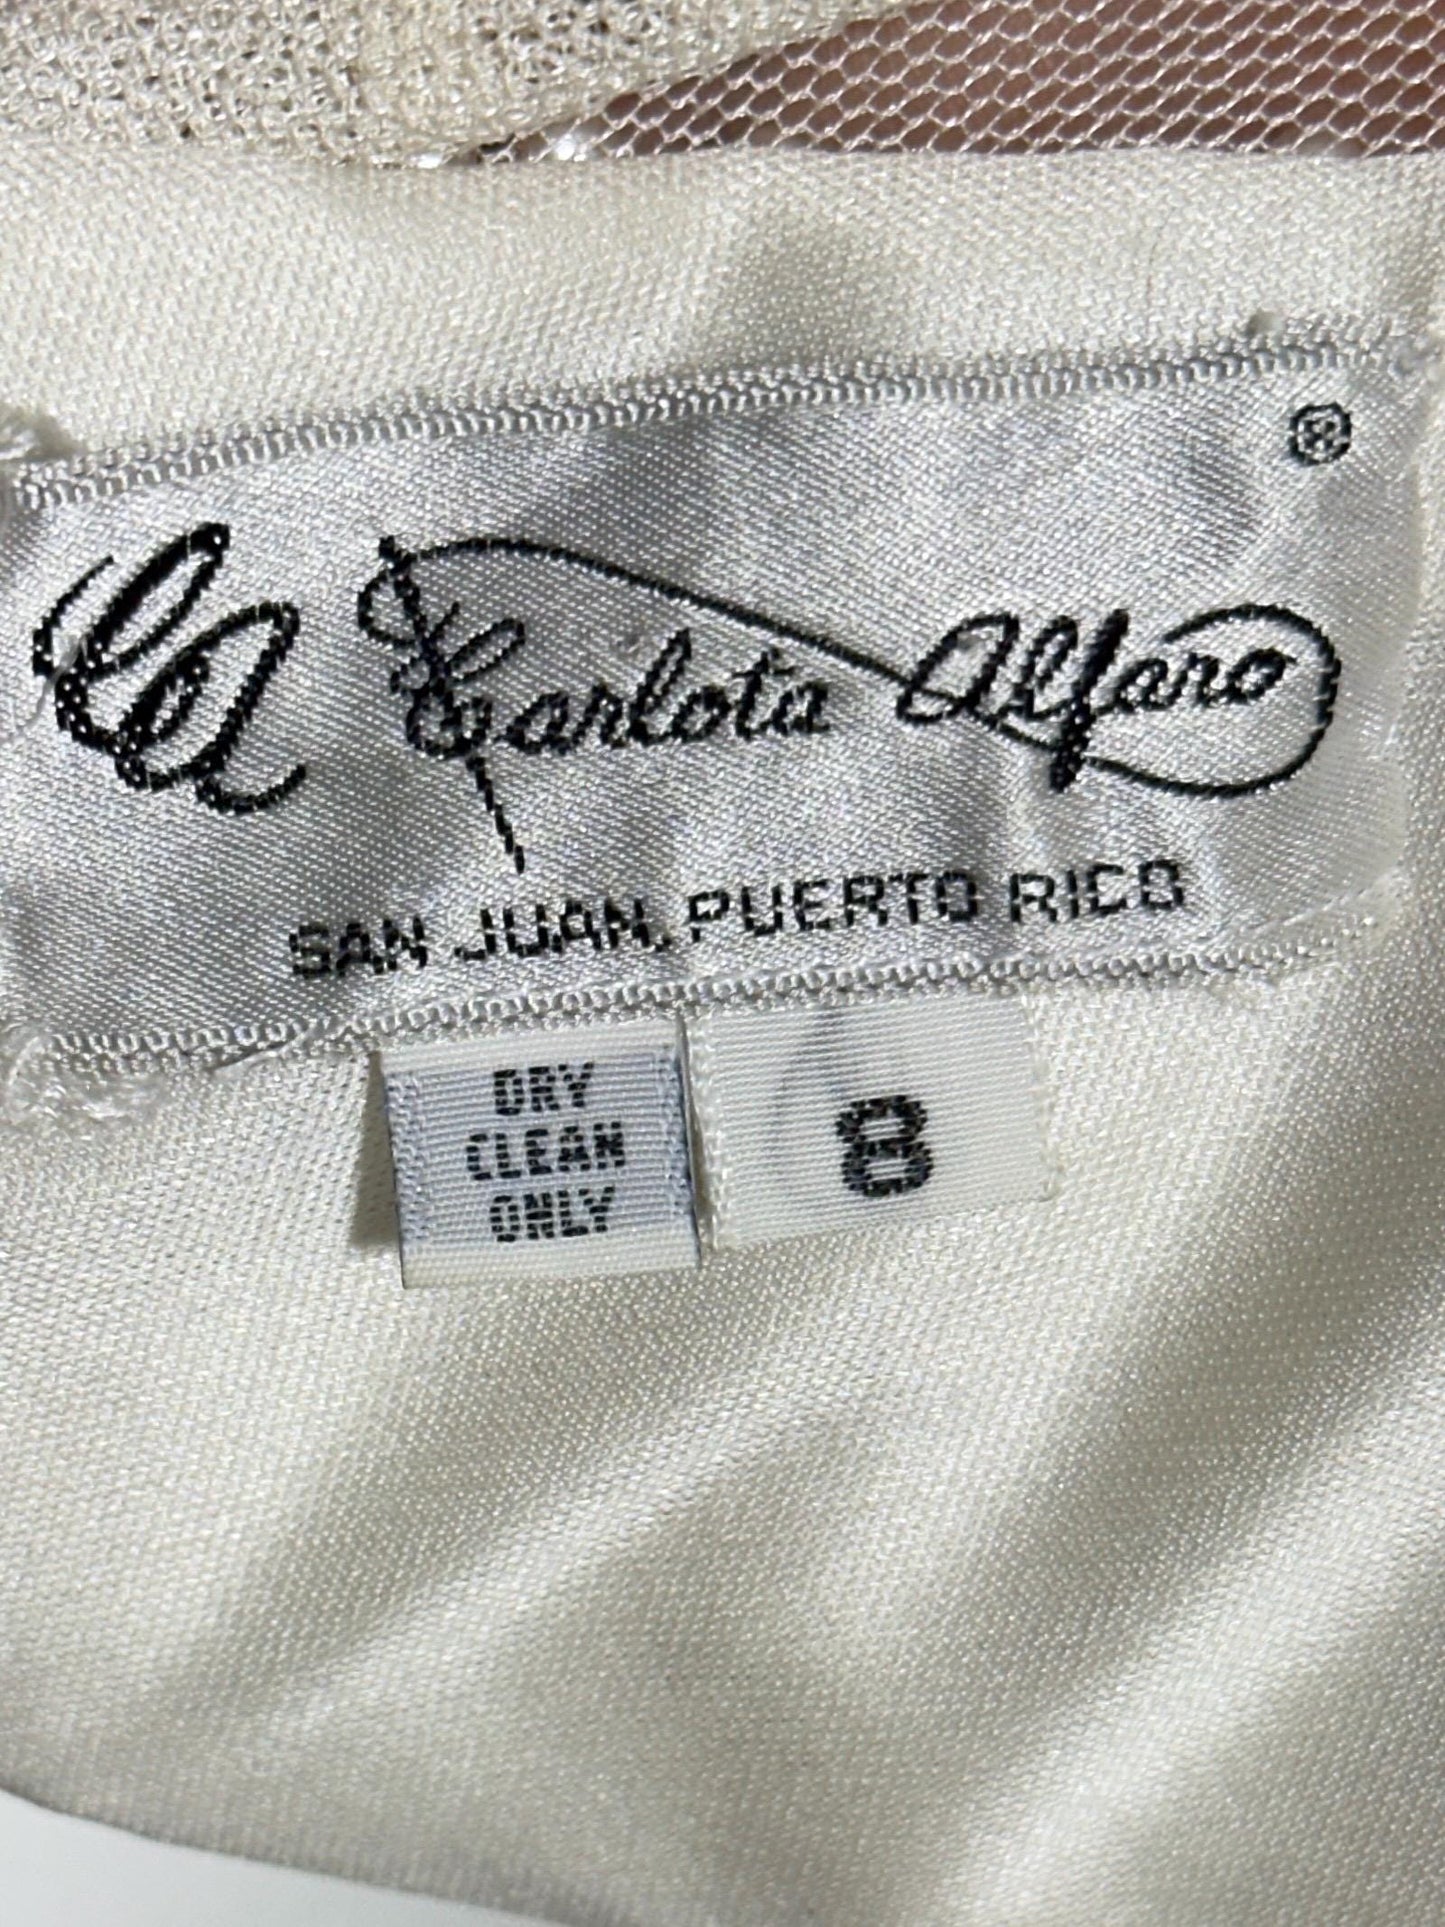 ®
CA Carlota Alfaro
SAN JUAN, PUERTO RICO
DRY
CLEAN
ONLY
8